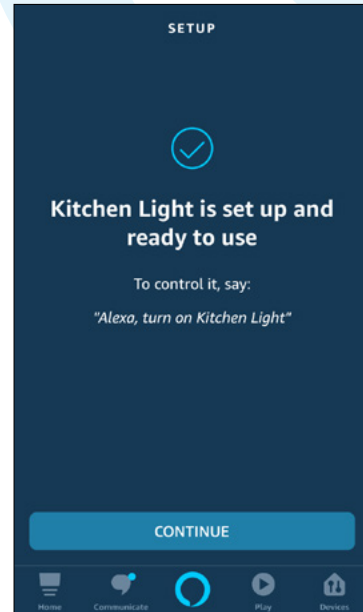 SETUP
Kitchen Light is set up and
ready to use
To control it, say:
"Alexa, turn on Kitchen Light"
CONTINUE
Home Communicate Play Devices